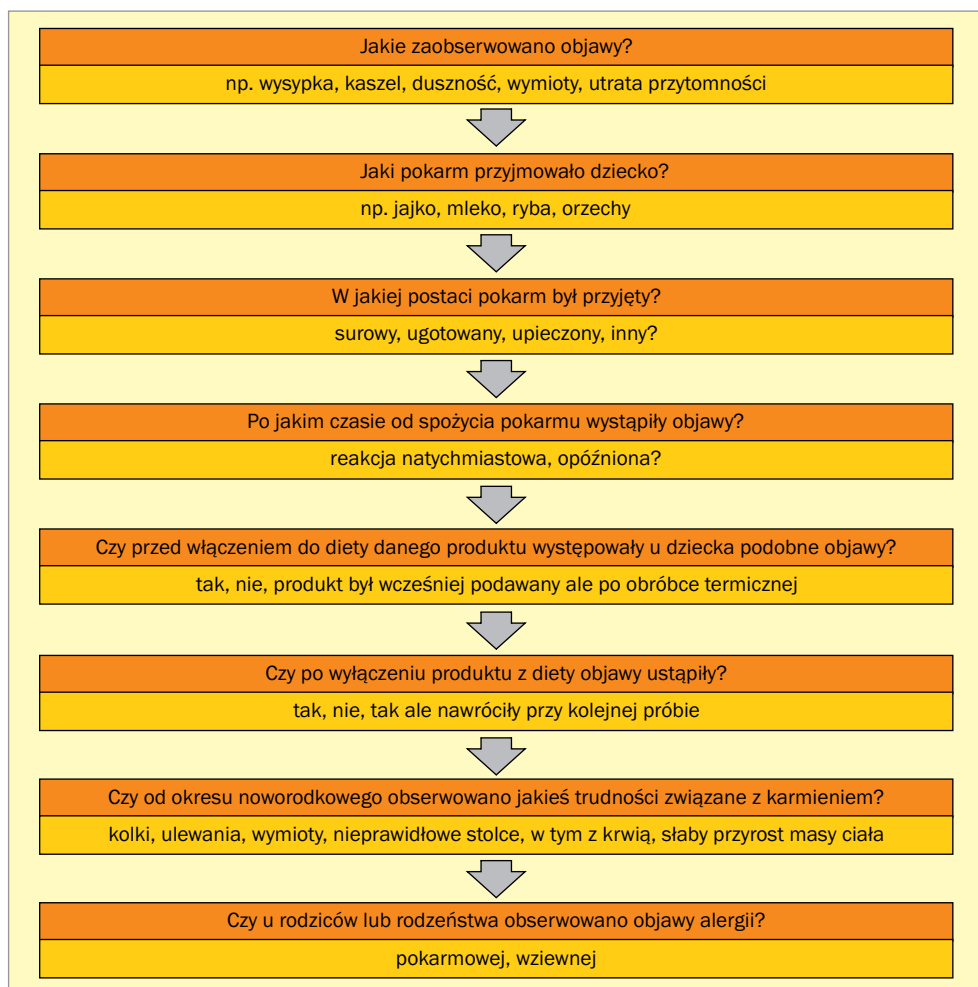 Jakie zaobserwowano objawy?
np. wysypka, kaszel, duszność, wymioty, utrata przytomności
Jaki pokarm przyjmowało dziecko?
np. jajko, mleko, ryba, orzechy
W jakiej postaci pokarm był przyjęty?
surowy, ugotowany, upieczony, inny?
Po jakim czasie od spożycia pokarmu wystąpiły objawy?
reakcja natychmiastowa, opóźniona?
Czy przed włączeniem do diety danego produktu występowały u dziecka podobne objawy?
tak, nie, produkt był wcześniej podawany ale po obróbce termicznej
Czy po wyłączeniu produktu z diety objawy ustąpiły?
tak, nie, tak ale nawróciły przy kolejnej próbie
Czy od okresu noworodkowego obserwowano jakieś trudności związane z karmieniem?
kolki, ulewania, wymioty, nieprawidłowe stolce, w tym z krwią, słaby przyrost masy ciała
Czy u rodziców lub rodzeństwa obserwowano objawy alergii?
pokarmowej, wziewnej